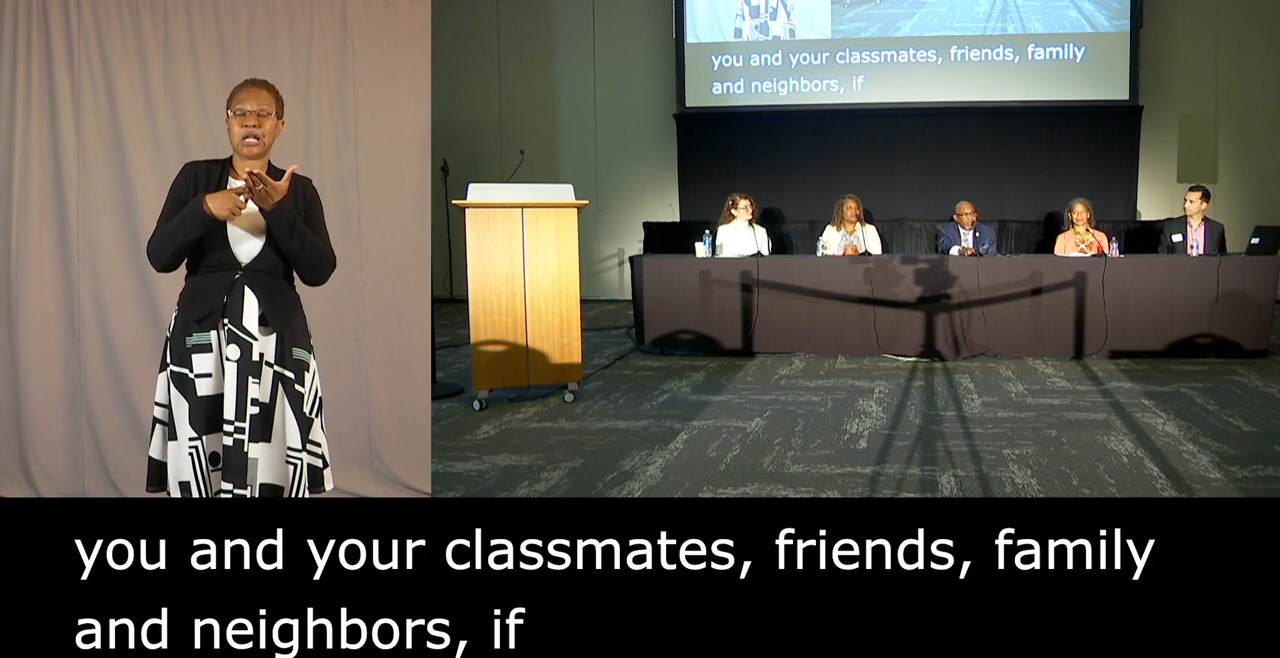 you and your classmates, friends, family
and neighbors, if
you and your classmates, friends, family
and neighbors, if